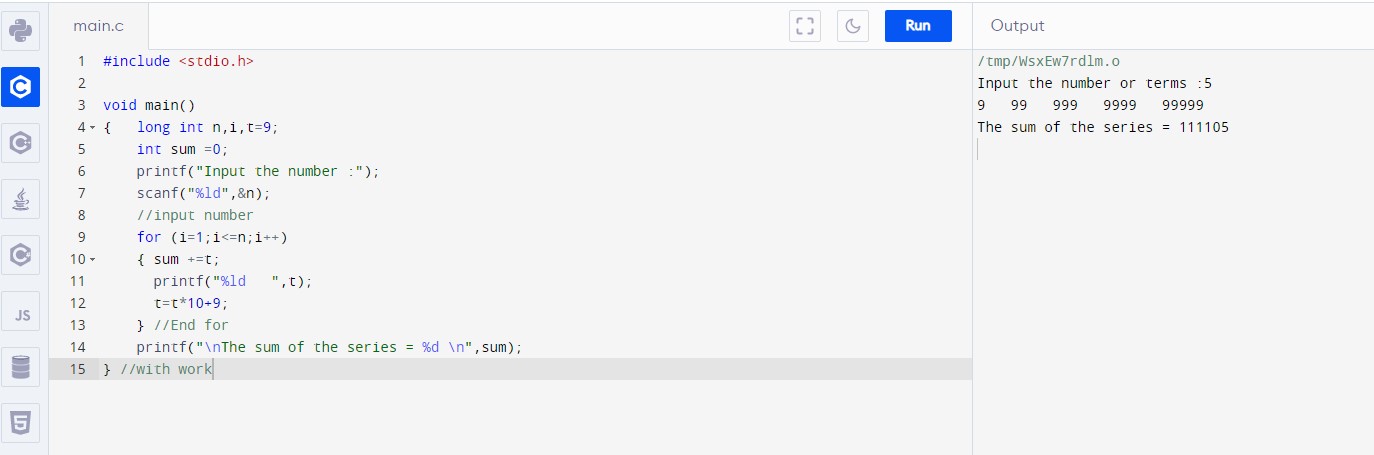 main.c
Run
Output
1 #include <stdio.h>
2
3 void main()
4 {   long int n,i,t=9;
5     int sum =0;
6     printf("Input the number :");
7     scanf("%ld",&n);
8     //input number
9     for (i=1;i<=n;i++)
10    { sum +=t;
11      printf("%ld   ",t);
12      t=t*10+9;
13    } //End for
14    printf("\nThe sum of the series = %d \n",sum);
15 } //with work
JS
/tmp/WsxEw7rdlm.o
Input the number or terms :5
9   99   999   9999   99999
The sum of the series = 111105